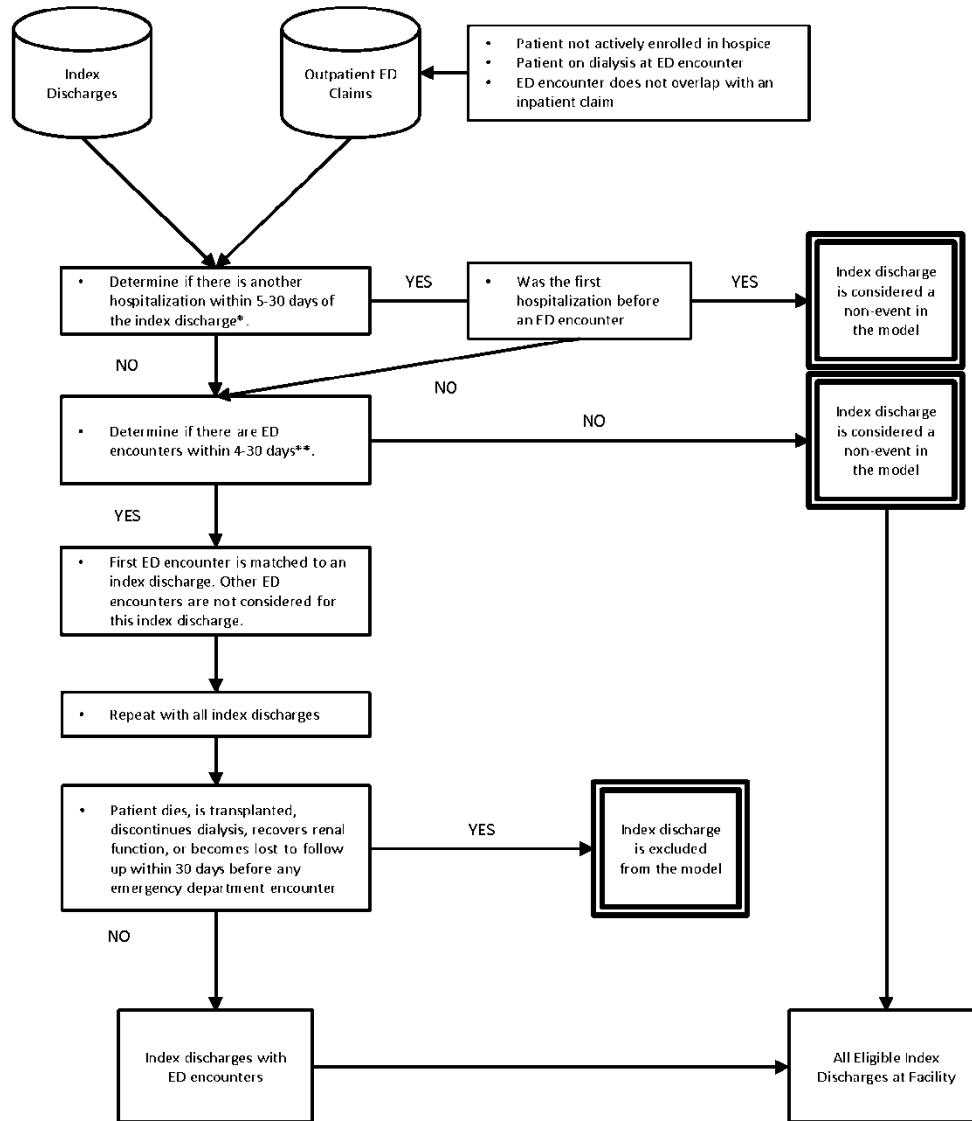 Index
Discharges
Outpatient ED
Claims
• Patient not actively enrolled in hospice
• Patient on dialysis at ED encounter
• ED encounter does not overlap with an
inpatient claim
• Determine if there is another
hospitalization within 5-30 days of
the index discharge*.
YES
• Was the first
hospitalization before
an ED encounter
YES
Index discharge
is considered a
non-event in
the model
NO
NO
• Determine if there are ED
encounters within 4-30 days**.
NO
Index discharge
is considered a
non-event in
the model
YES
• First ED encounter is matched to an
index discharge. Other ED
encounters are not considered for
this index discharge.
• Repeat with all index discharges
• Patient dies, is transplanted,
discontinues dialysis, recovers renal
function, or becomes lost to follow
up within 30 days before any
emergency department encounter
YES
Index discharge
is excluded
from the model
NO
Index discharges with
ED encounters
All Eligible Index
Discharges at Facility